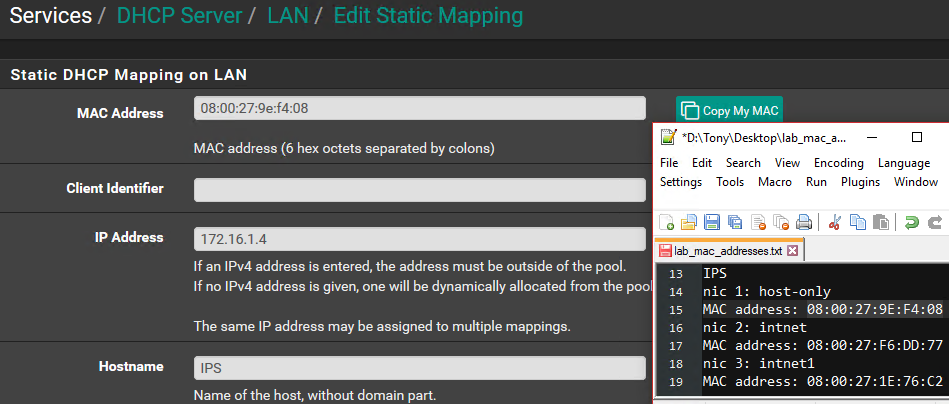 Services / DHCP Server / LAN / Edit Static Mapping
Static DHCP Mapping on LAN
MAC Address
08:00:27:9e:f4:08
Copy My MAC
MAC address (6 hex octets separated by colons)
Client Identifier
IP Address
172.16.1.4
If an IPv4 address is entered, the address must be outside of the pool.
If no IPv4 address is given, one will be dynamically allocated from the pool
The same IP address may be assigned to multiple mappings.
Hostname
IPS
Name of the host, without domain part.
*D:\Tony\Desktop\lab_mac_a...
File Edit Search View Encoding Language
Settings Tools Macro Run Plugins Window
lab_mac_addresses.txt
13 IPS
14 nic 1: host-only
15 MAC address: 08:00:27:9E:F4:08
16 nic 2: intnet
17 MAC address: 08:00:27:F6:DD:77
18 nic 3: intnet1
19 MAC address: 08:00:27:1E:76:C2